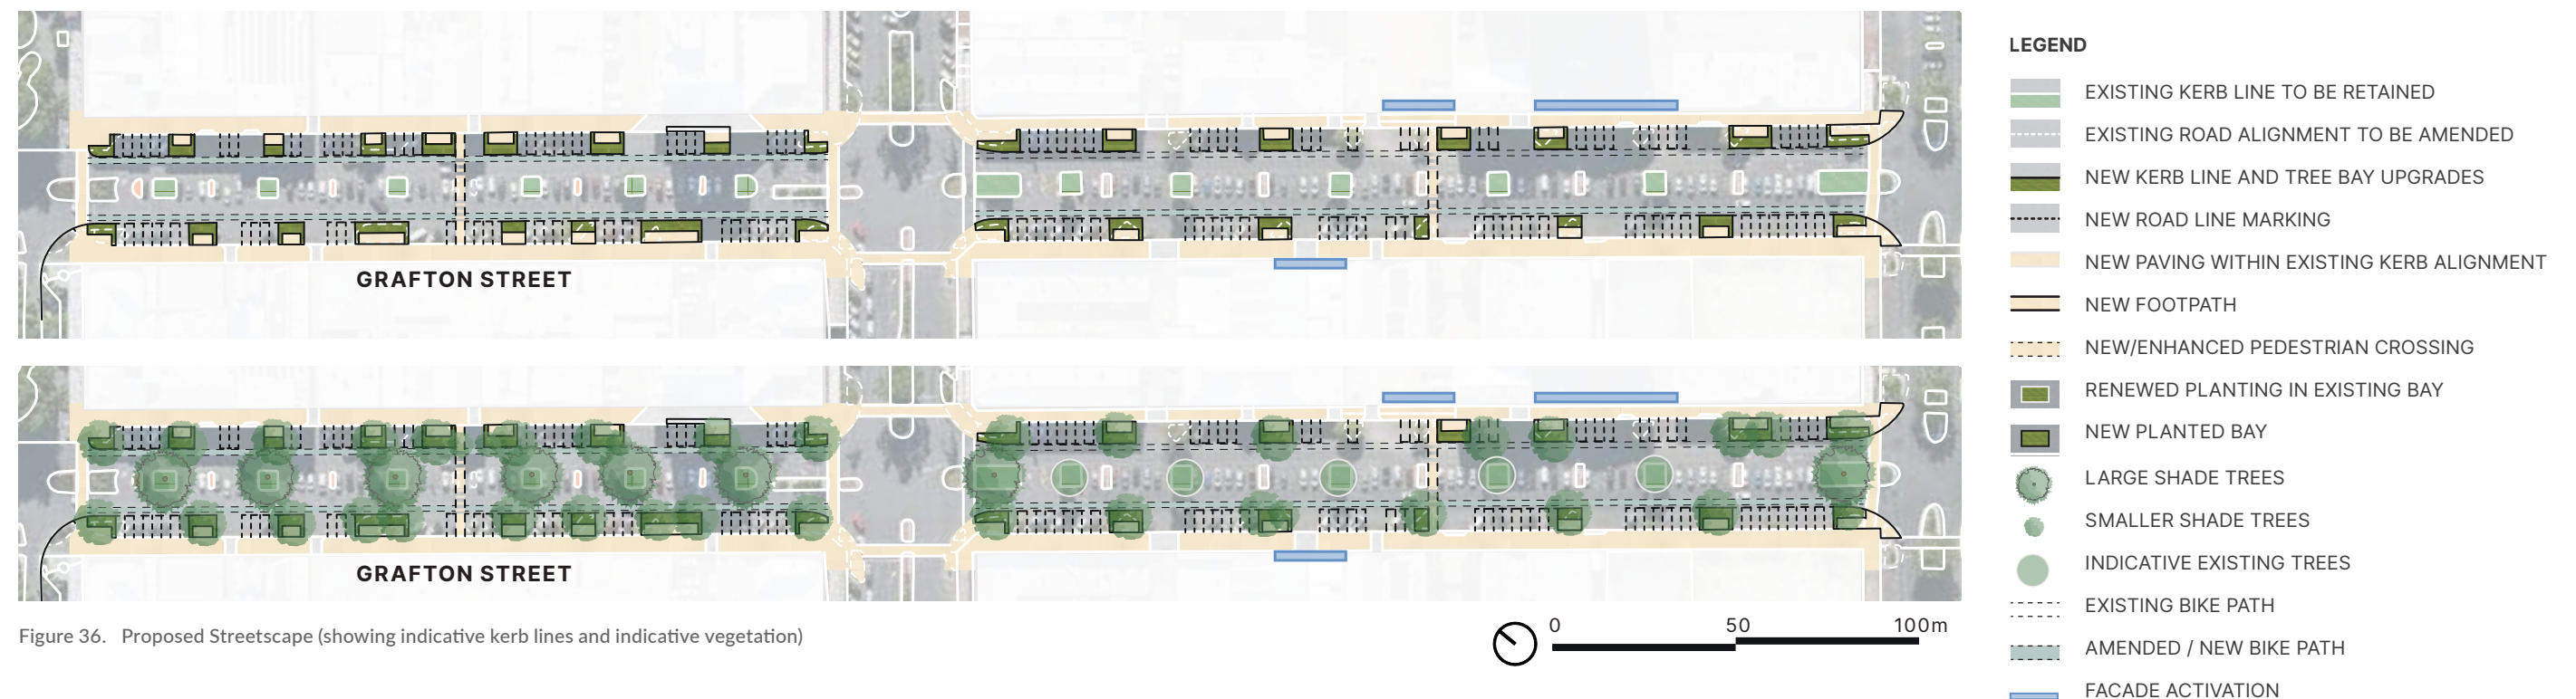 LEGEND
EXISTING KERB LINE TO BE RETAINED
EXISTING ROAD ALIGNMENT TO BE AMENDED
NEW KERB LINE AND TREE BAY UPGRADES
NEW ROAD LINE MARKING
NEW PAVING WITHIN EXISTING KERB ALIGNMENT
NEW FOOTPATH
NEW/ENHANCED PEDESTRIAN CROSSING
RENEWED PLANTING IN EXISTING BAY
NEW PLANTED BAY
LARGE SHADE TREES
SMALLER SHADE TREES
INDICATIVE EXISTING TREES
EXISTING BIKE PATH
AMENDED / NEW BIKE PATH
FACADE ACTIVATION
GRAFTON STREET
GRAFTON STREET
0 50 100m
Figure 36. Proposed Streetscape (showing indicative kerb lines and indicative vegetation)